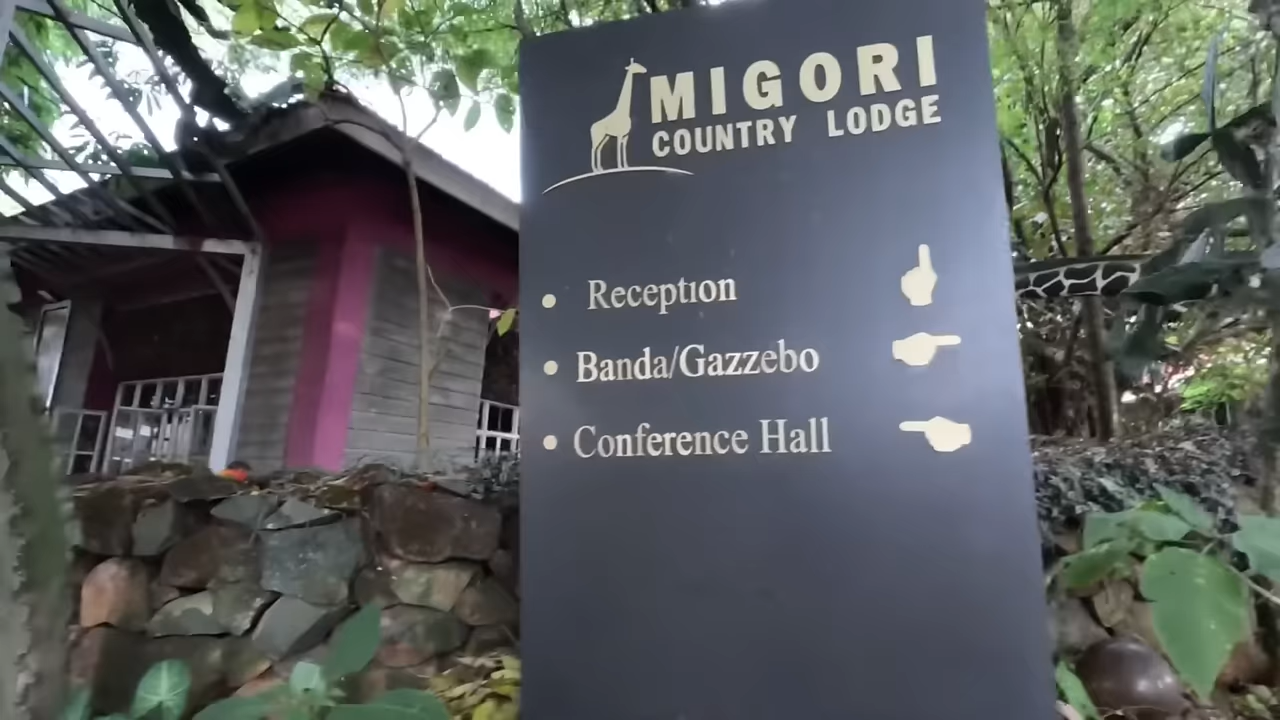 MIGORI
COUNTRY LODGE
• Reception
• Banda/Gazzebo
• Conference Hall